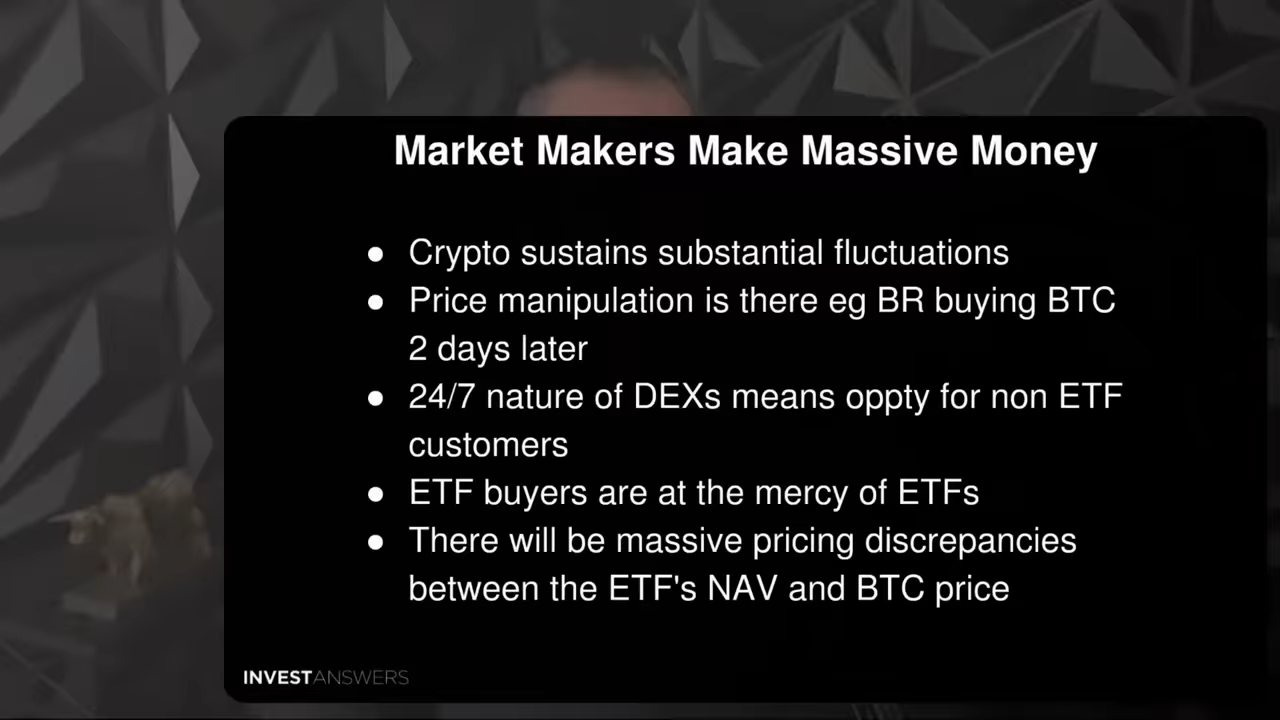 Market Makers Make Massive Money
● Crypto sustains substantial fluctuations
● Price manipulation is there eg BR buying BTC
2 days later
● 24/7 nature of DEXs means oppty for non ETF
customers
● ETF buyers are at the mercy of ETFs
● There will be massive pricing discrepancies
between the ETF's NAV and BTC price
INVESTANSWERS